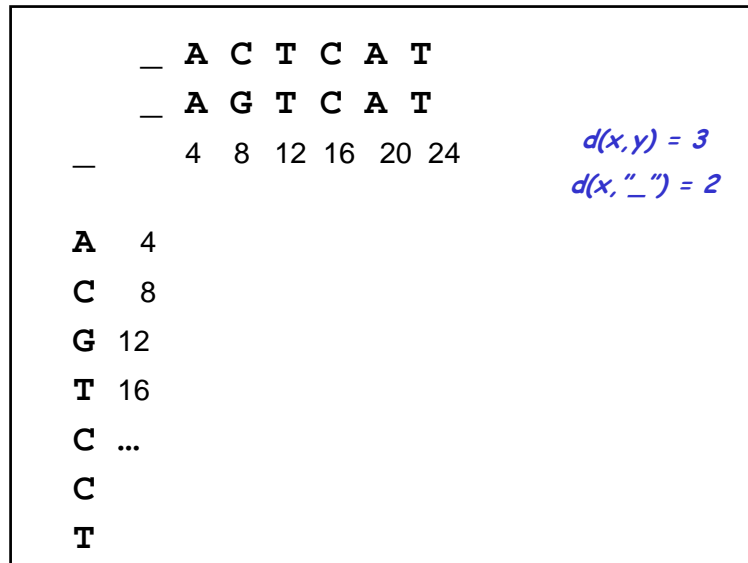 _ A C T C A T
_ A G T C A T
_ 4 8 12 16 20 24
d(x,y) = 3
d(x,"_") = 2
A 4
C 8
G 12
T 16
C …
C
T